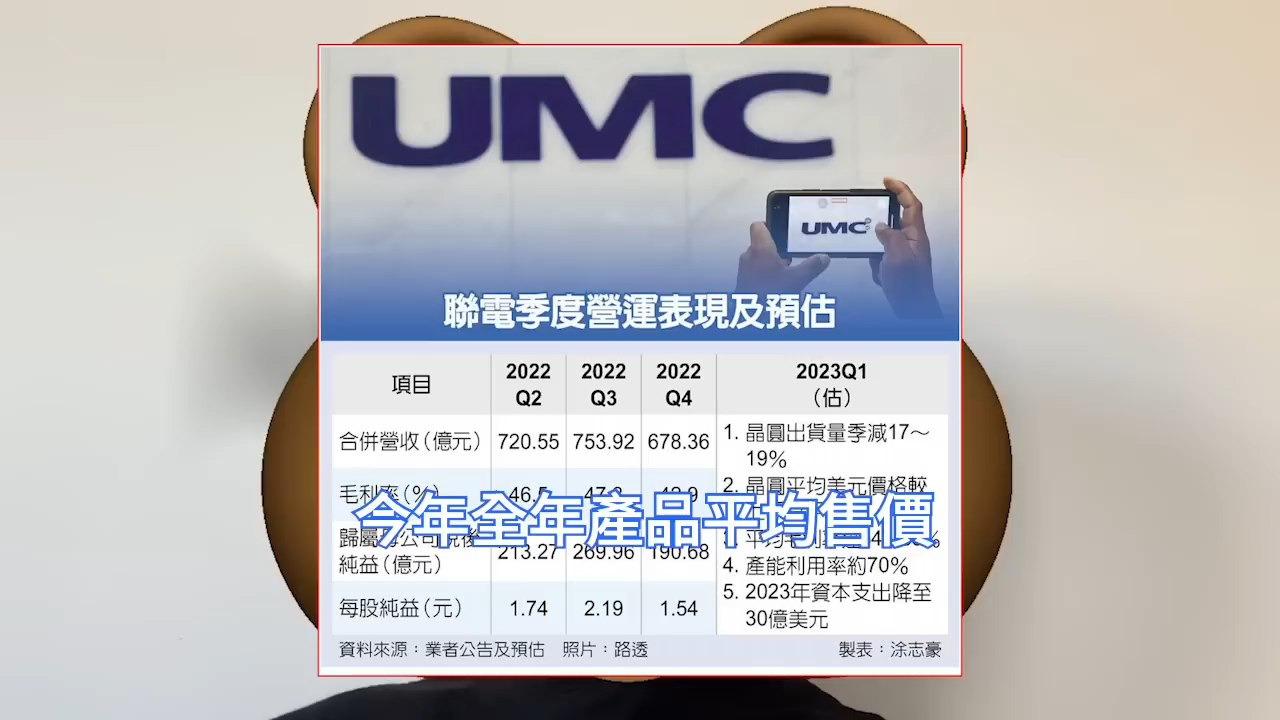 UMC
UMC
聯電季度營運表現及預估
項目
2022
Q2
2022
Q3
2022
Q4
2023Q1
（估）
合併營收（億元）
720.55
753.92
678.36
1. 晶圓出貨量季減17～
19%
毛利率（%）
2. 晶圓平均美元價格較
今年全年產品平均售價
純益（億元）
213.27
269.96
190.68
4. 產能利用率約70%
每股純益（元）
1.74
2.19
1.54
5. 2023年資本支出降至
30億美元
資料來源：業者公告及預估 照片：路透
製表：涂志豪